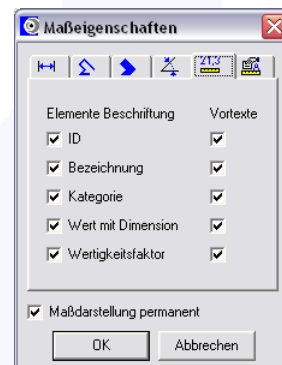 Maßeigenschaften
21,3
Elemente Beschriftung Vortexte
ID
Bezeichnung
Kategorie
Wert mit Dimension
Wertigkeitsfaktor
Maßdarstellung permanent
OK Abbrechen